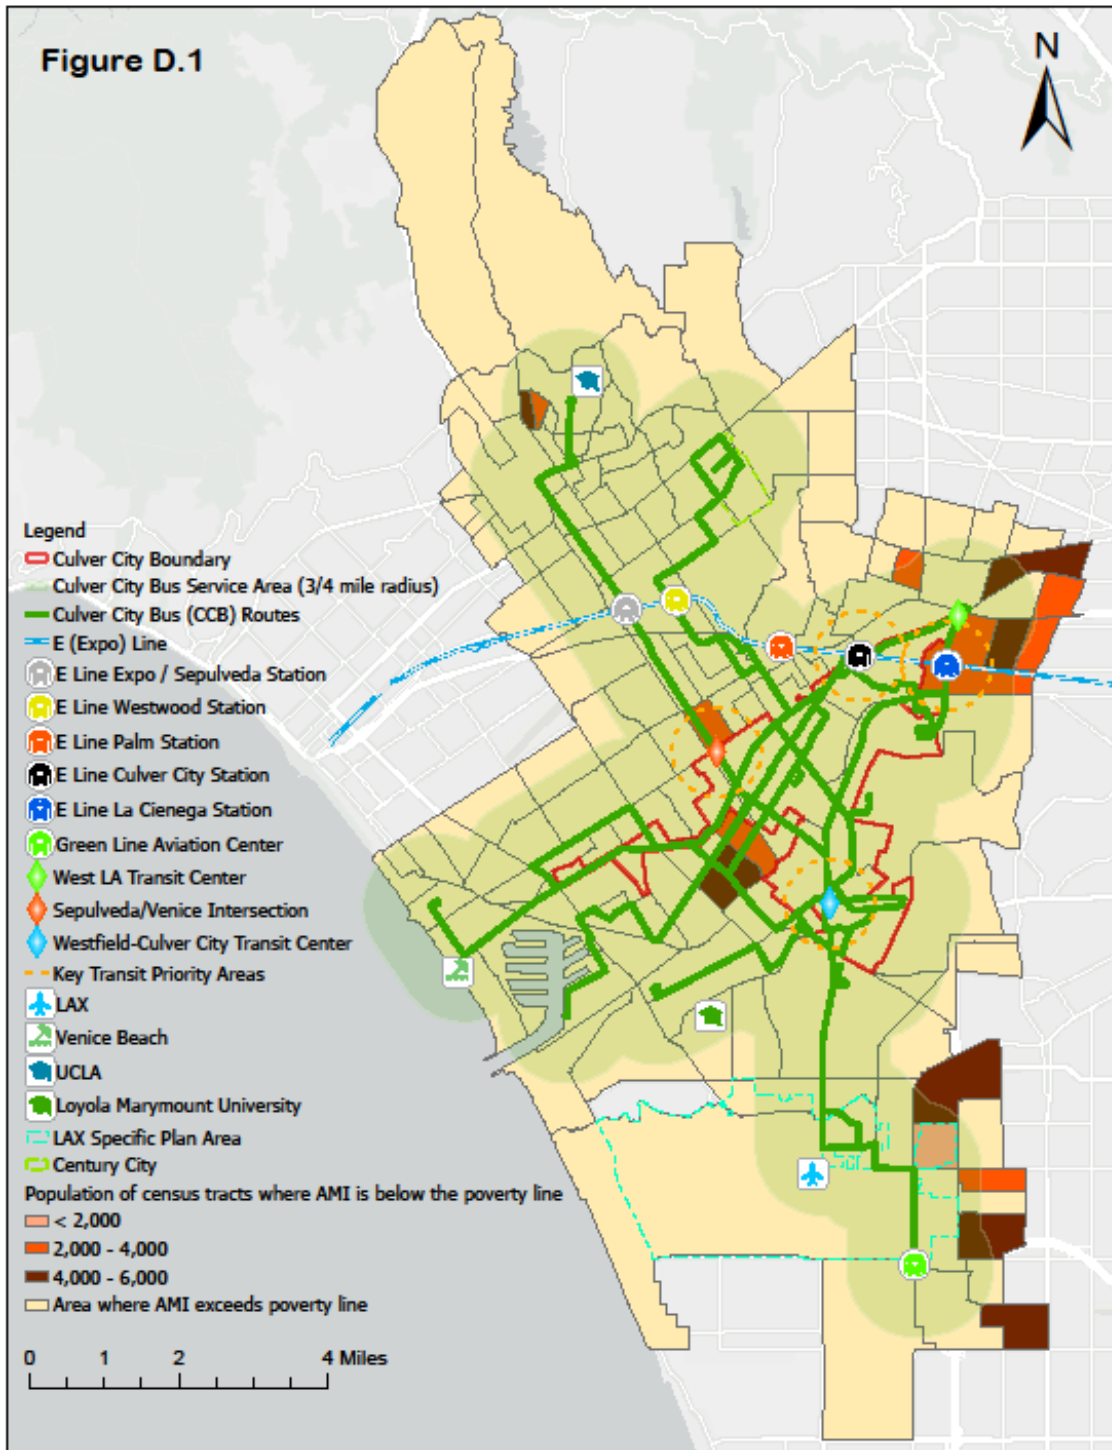 Figure D.1
N
Legend
Culver City Boundary
Culver City Bus Service Area (3/4 mile radius)
Culver City Bus (CCB) Routes
E (Expo) Line
E Line Expo / Sepulveda Station
E Line Westwood Station
E Line Palm Station
E Line Culver City Station
E Line La Cienega Station
Green Line Aviation Center
West LA Transit Center
Sepulveda/Venice Intersection
Westfield-Culver City Transit Center
Key Transit Priority Areas
LAX
Venice Beach
UCLA
Loyola Marymount University
LAX Specific Plan Area
Century City
Population of census tracts where AMI is below the poverty line
< 2,000
2,000 - 4,000
4,000 - 6,000
Area where AMI exceeds poverty line
0 1 2 4 Miles